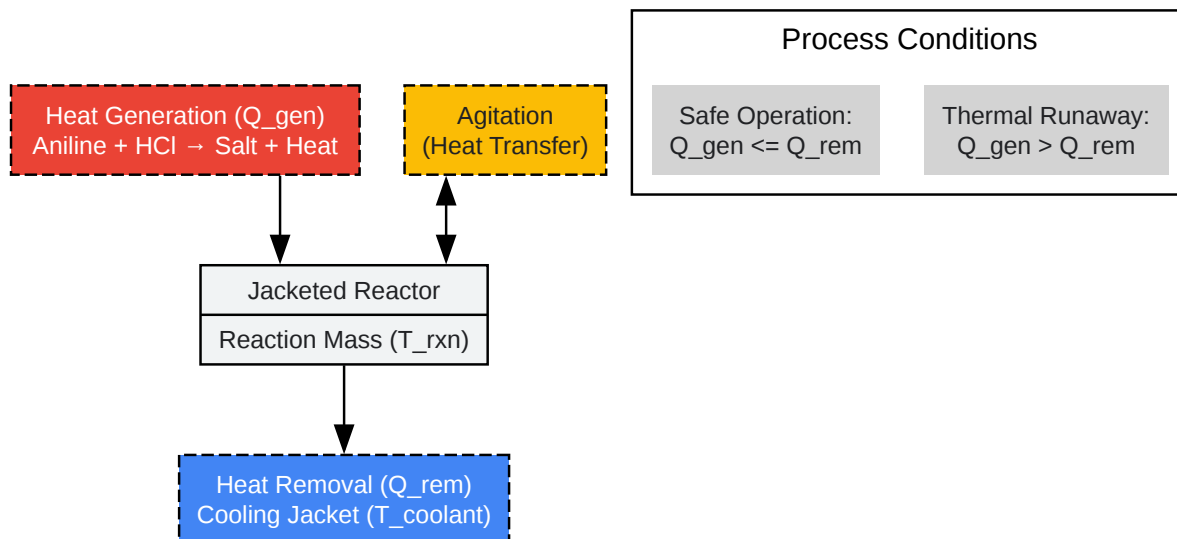 Heat Generation (Q_gen)
Aniline + HCl → Salt + Heat
Agitation
(Heat Transfer)
Process Conditions
Safe Operation:
Q_gen <= Q_rem
Thermal Runaway:
Q_gen > Q_rem
Jacketed Reactor
Reaction Mass (T_rxn)
Heat Removal (Q_rem)
Cooling Jacket (T_coolant)